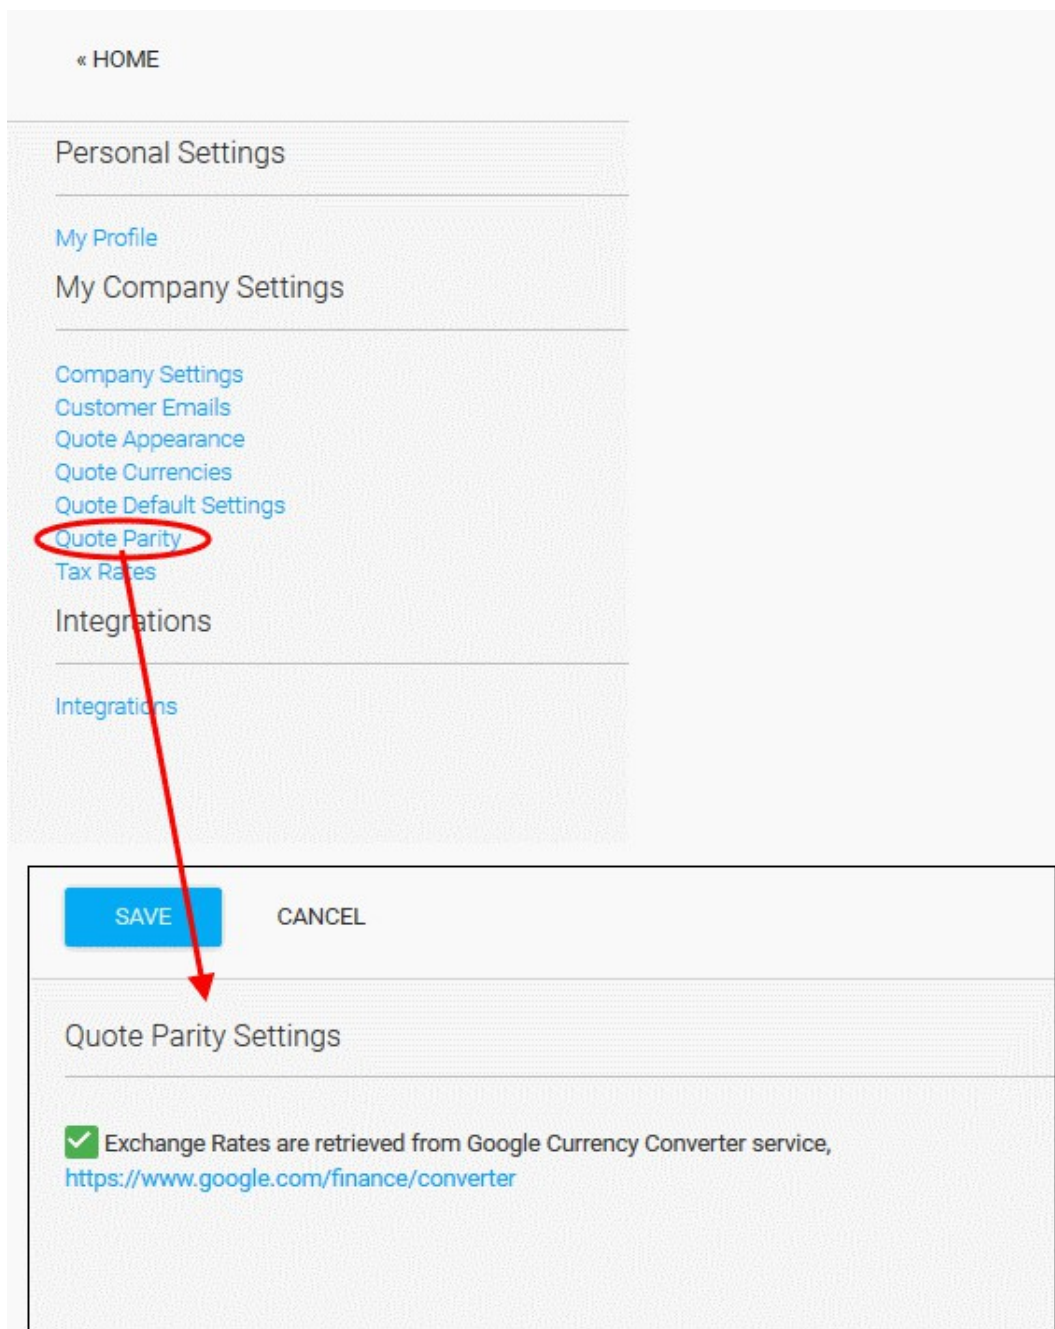 « HOME
Personal Settings
My Profile
My Company Settings
Company Settings
Customer Emails
Quote Appearance
Quote Currencies
Quote Default Settings
Quote Parity
Tax Rates
Integrations
Integrations
SAVE CANCEL
Quote Parity Settings
Exchange Rates are retrieved from Google Currency Converter service,
https://www.google.com/finance/converter